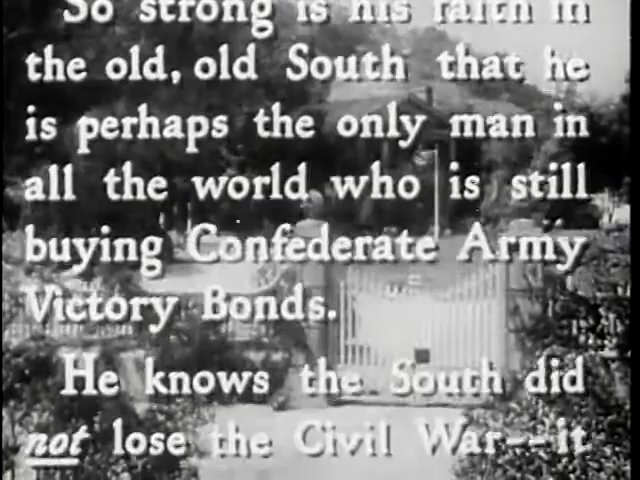 So strong is his faith in
the old, old South that he
is perhaps the only man in
all the world who is still
buying Confederate Army
Victory Bonds.
He knows the South did
not lose the Civil War--it